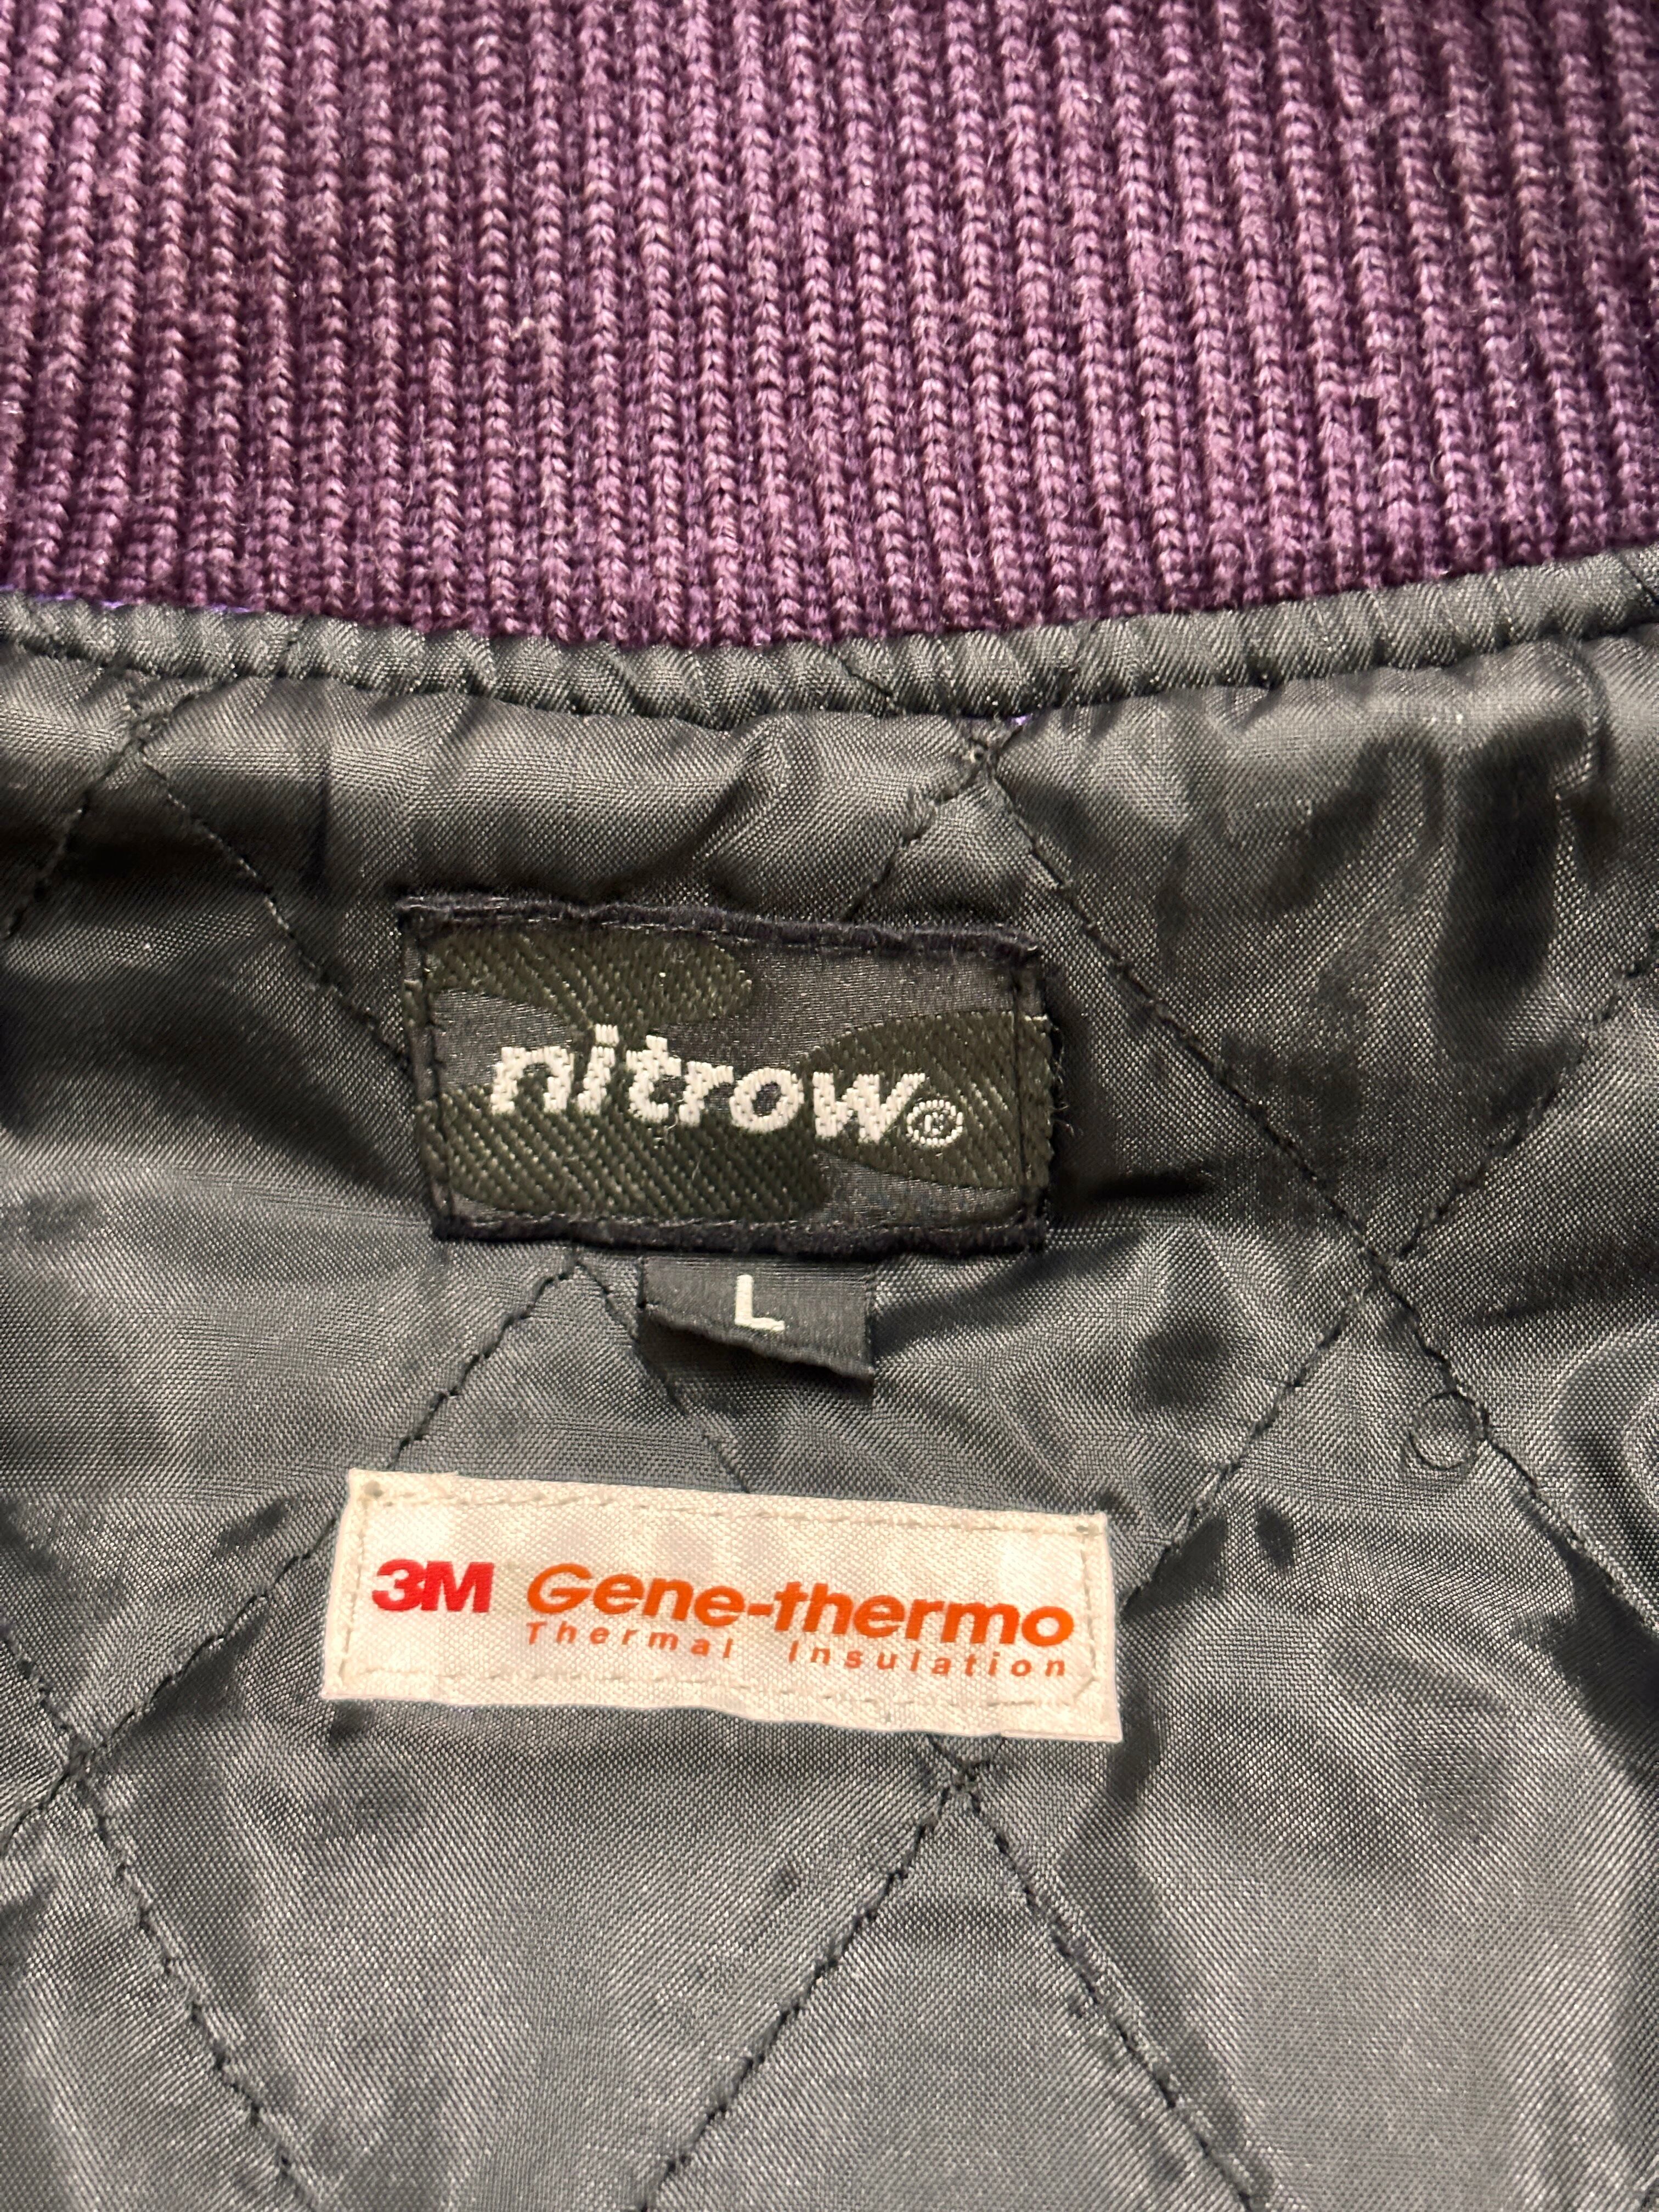 nitrow®
L
3M Gene-thermo
Thermal Insulation